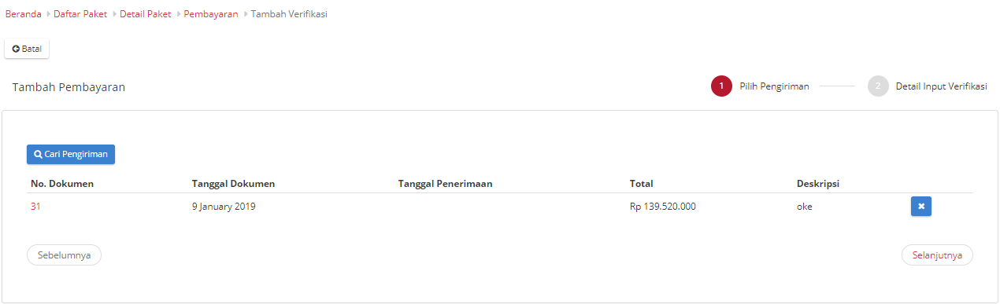 Beranda Daftar Paket Detail Paket Pembayaran Tambah Verifikasi
Batal
Tambah Pembayaran 1 Pilih Pengiriman 2 Detail Input Verifikasi
Cari Pengiriman
No. Dokumen Tanggal Dokumen Tanggal Penerimaan Total Deskripsi
31 9 January 2019 Rp 139.520.000 oke
Sebelumnya Selanjutnya